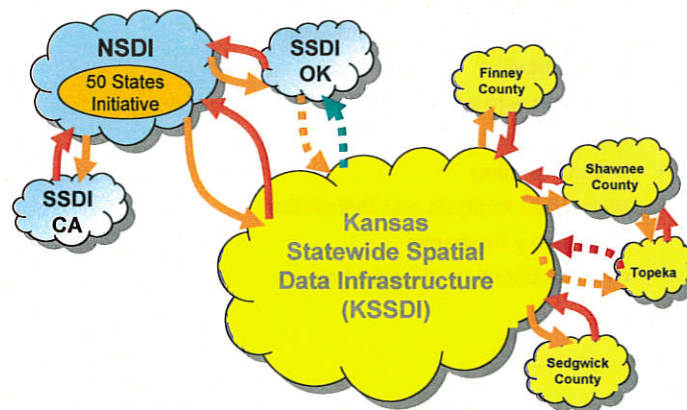 NSDI
50 States
Initiative
SSDI
OK
SSDI
CA
Finney
County
Shawnee
County
Topeka
Sedgwick
County
Kansas
Statewide Spatial
Data Infrastructure
(KSSDI)